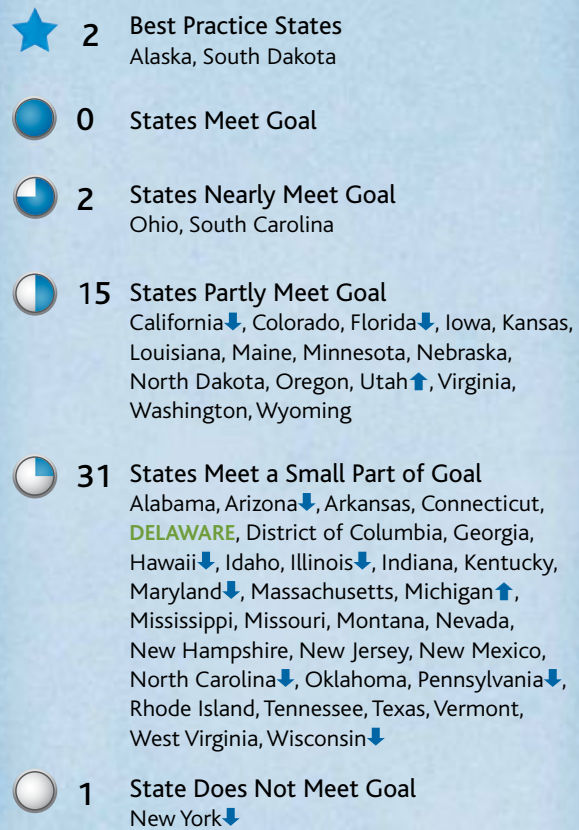 2 Best Practice States
Alaska, South Dakota
0 States Meet Goal
2 States Nearly Meet Goal
Ohio, South Carolina
15 States Partly Meet Goal
California⬇, Colorado, Florida⬇, Iowa, Kansas,
Louisiana, Maine, Minnesota, Nebraska,
North Dakota, Oregon, Utah⬆, Virginia,
Washington, Wyoming
31 States Meet a Small Part of Goal
Alabama, Arizona⬇, Arkansas, Connecticut,
DELAWARE, District of Columbia, Georgia,
Hawaii⬇, Idaho, Illinois⬇, Indiana, Kentucky,
Maryland⬇, Massachusetts, Michigan⬆,
Mississippi, Missouri, Montana, Nevada,
New Hampshire, New Jersey, New Mexico,
North Carolina⬇, Oklahoma, Pennsylvania⬇,
Rhode Island, Tennessee, Texas, Vermont,
West Virginia, Wisconsin⬇
1 State Does Not Meet Goal
New York⬇